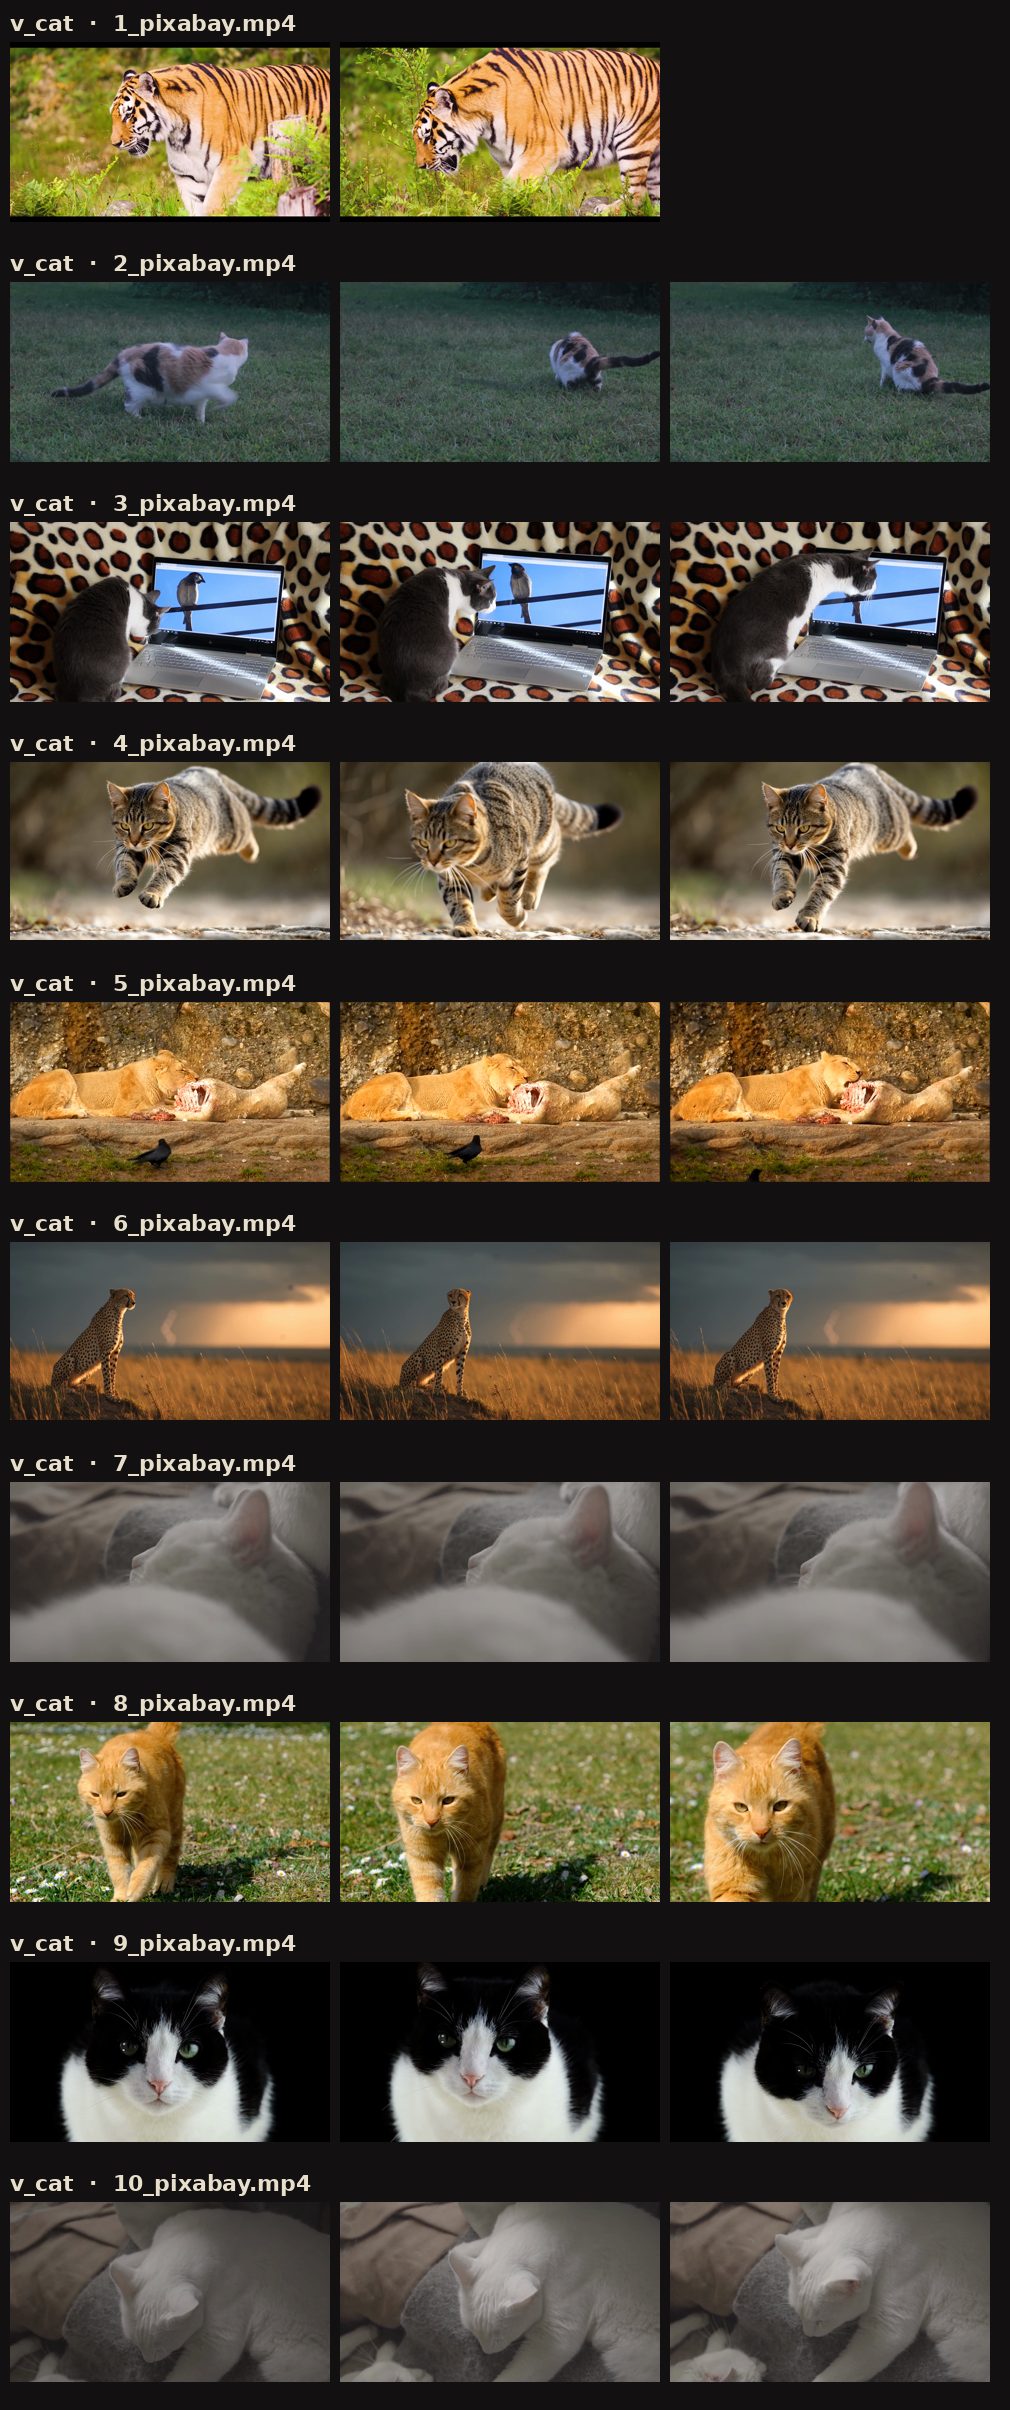 v_cat · 1_pixabay.mp4
v_cat · 2_pixabay.mp4
v_cat · 3_pixabay.mp4
v_cat · 4_pixabay.mp4
v_cat · 5_pixabay.mp4
v_cat · 6_pixabay.mp4
v_cat · 7_pixabay.mp4
v_cat · 8_pixabay.mp4
v_cat · 9_pixabay.mp4
v_cat · 10_pixabay.mp4